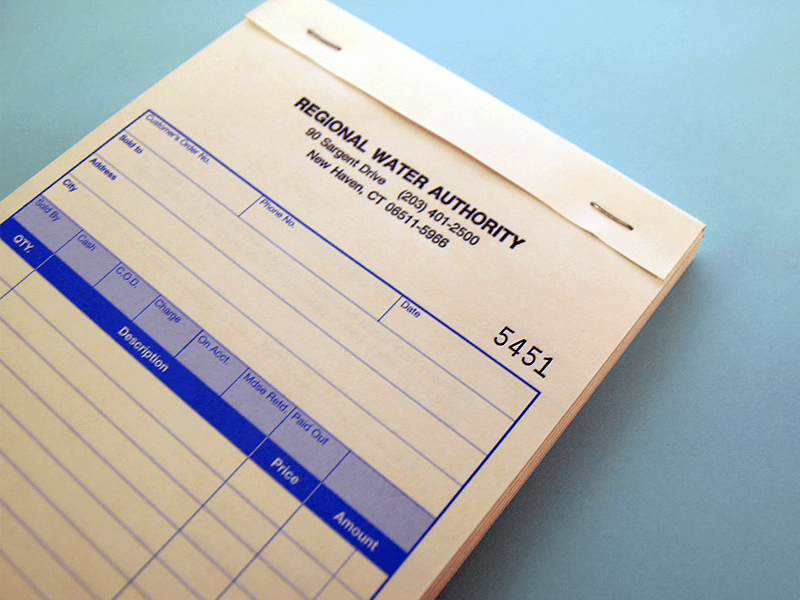 REGIONAL WATER AUTHORITY
90 Sargent Drive (203) 401-2500
New Haven, CT 06511-5966
5451
Customer's Order No.
Phone No.
Date
Sold to
Address
City
Sold By
Cash
C.O.D.
Charge
On Acct.
Mdse Retd.
Paid Out
QTY.
Description
Price
Amount